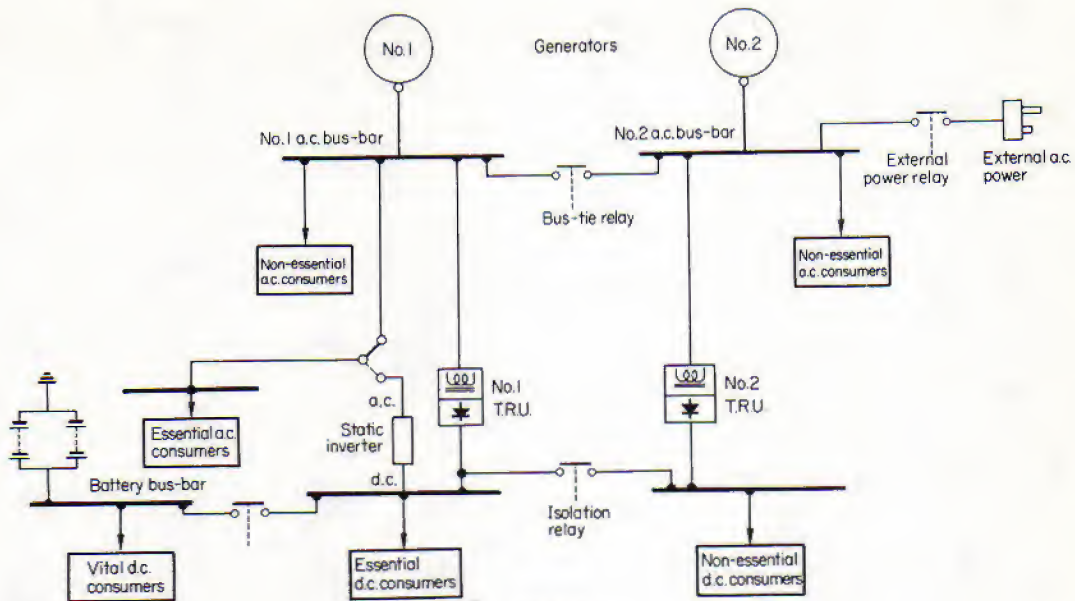 No.1
Generators
No.2
No.1 a.c. bus-bar
No.2 a.c. bus-bar
External
power relay
External a.c.
power
Bus-tie relay
Non-essential
a.c. consumers
Non-essential
a.c. consumers
No.1
T.R.U.
No.2
T.R.U.
a.c.
Static
inverter
d.c.
Essential a.c.
consumers
Battery bus-bar
Isolation
relay
Vital d.c.
consumers
Essential
d.c. consumers
Non-essential
d.c. consumers